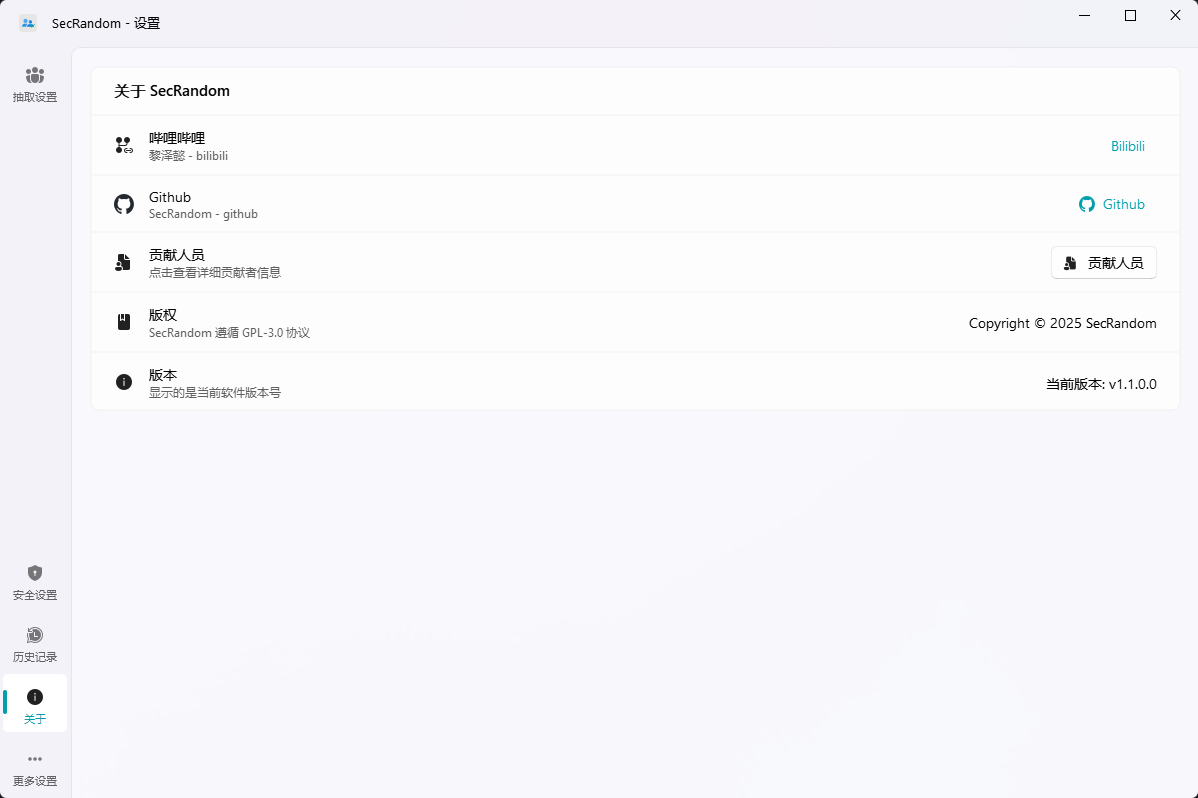 SecRandom - 设置
抽取设置
关于 SecRandom
哔哩哔哩
黎泽懿 - bilibili
Bilibili
Github
SecRandom - github
Github
贡献人员
点击查看详细贡献者信息
贡献人员
版权
SecRandom 遵循 GPL-3.0 协议
Copyright © 2025 SecRandom
版本
显示的是当前软件版本号
当前版本: v1.1.0.0
安全设置
历史记录
关于
更多设置